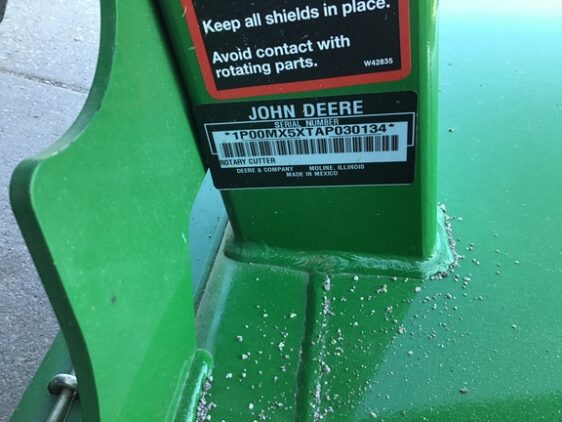 Keep all shields in place.
Avoid contact with
rotating parts.
W42835
JOHN DEERE
SERIAL NUMBER
*1P00MX5XTAP030134*
ROTARY CUTTER
DEERE & COMPANY MOLINE, ILLINOIS
MADE IN MEXICO